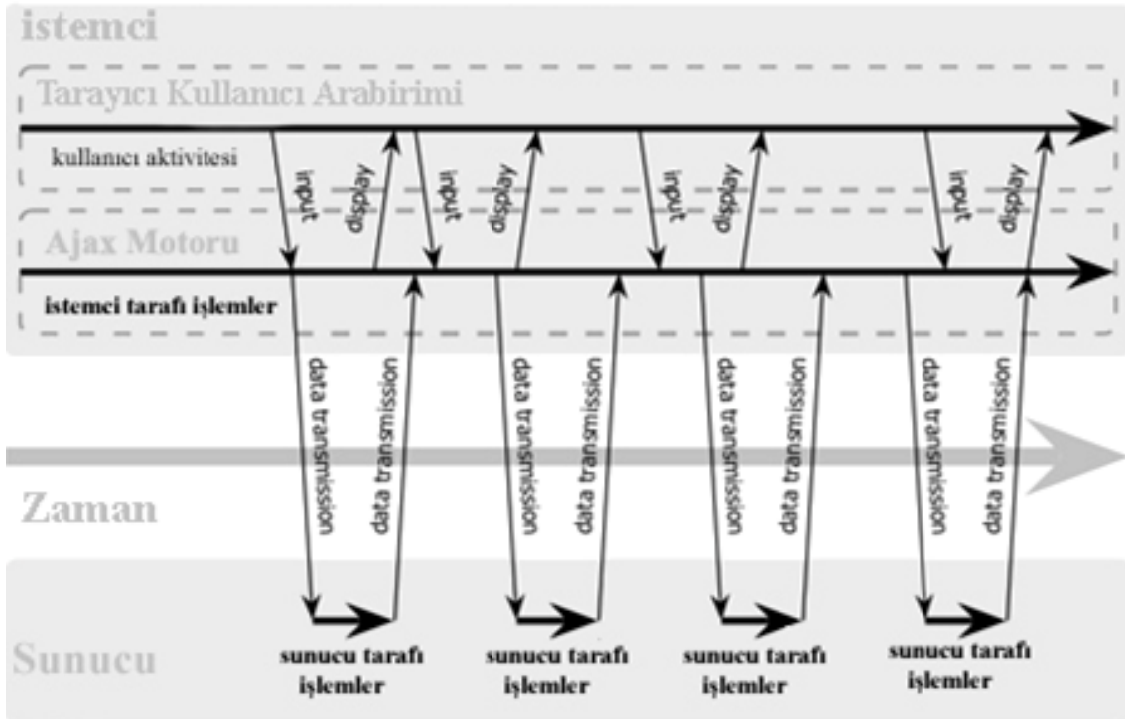 istemci
Tarayıcı Kullanıcı Arabirimi
kullanıcı aktivitesi
input
display
input
display
input
display
input
display
Ajax Motoru
istemci tarafı işlemler
data transmission
data transmission
data transmission
data transmission
data transmission
data transmission
data transmission
data transmission
Zaman
Sunucu
sunucu tarafı
işlemler
sunucu tarafı
işlemler
sunucu tarafı
işlemler
sunucu tarafı
işlemler